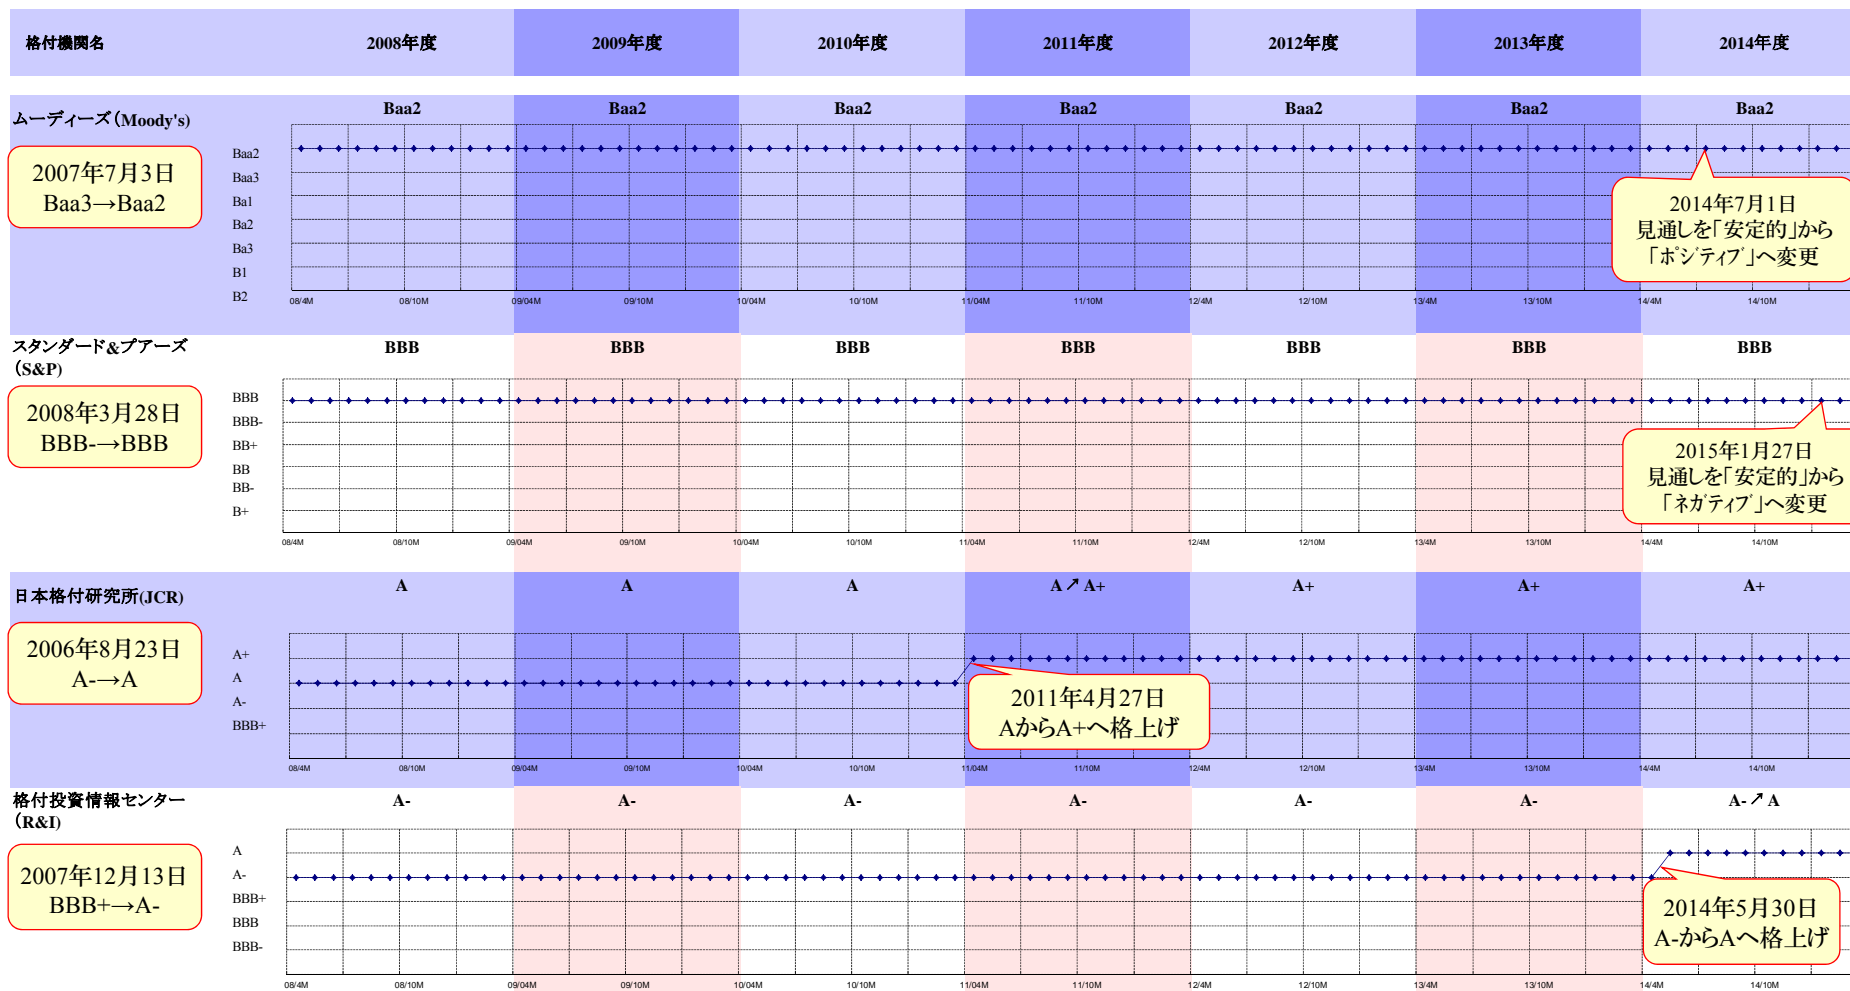 格付機関名 2008年度 2009年度 2010年度 2011年度 2012年度 2013年度 2014年度
ムーディーズ(Moody's) Baa2 Baa2 Baa2 Baa2 Baa2 Baa2 Baa2
2007年7月3日
Baa3→Baa2
Baa2
Baa3
Ba1
Ba2
Ba3
B1
B2
2014年7月1日
見通しを「安定的」から
「ポジティブ」へ変更
08/4M 08/10M 09/04M 09/10M 10/04M 10/10M 11/04M 11/10M 12/4M 12/10M 13/4M 13/10M 14/4M 14/10M
スタンダード&プアーズ
(S&P)
BBB BBB BBB BBB BBB BBB BBB
2008年3月28日
BBB-→BBB
BBB
BBB-
BB+
BB
BB-
B+
2015年1月27日
見通しを「安定的」から
「ネガティブ」へ変更
08/4M 08/10M 09/04M 09/10M 10/04M 10/10M 11/04M 11/10M 12/4M 12/10M 13/4M 13/10M 14/4M 14/10M
日本格付研究所(JCR) A A A A↗A+ A+ A+ A+
2006年8月23日
A-→A
A+
A
A-
BBB+
2011年4月27日
AからA+へ格上げ
08/4M 08/10M 09/04M 09/10M 10/04M 10/10M 11/04M 11/10M 12/4M 12/10M 13/4M 13/10M 14/4M 14/10M
格付投資情報センター
(R&I)
A- A- A- A- A- A- A-↗A
2007年12月13日
BBB+→A-
A
A-
BBB+
BBB
BBB-
2014年5月30日
A-からAへ格上げ
08/4M 08/10M 09/04M 09/10M 10/04M 10/10M 11/04M 11/10M 12/4M 12/10M 13/4M 13/10M 14/4M 14/10M